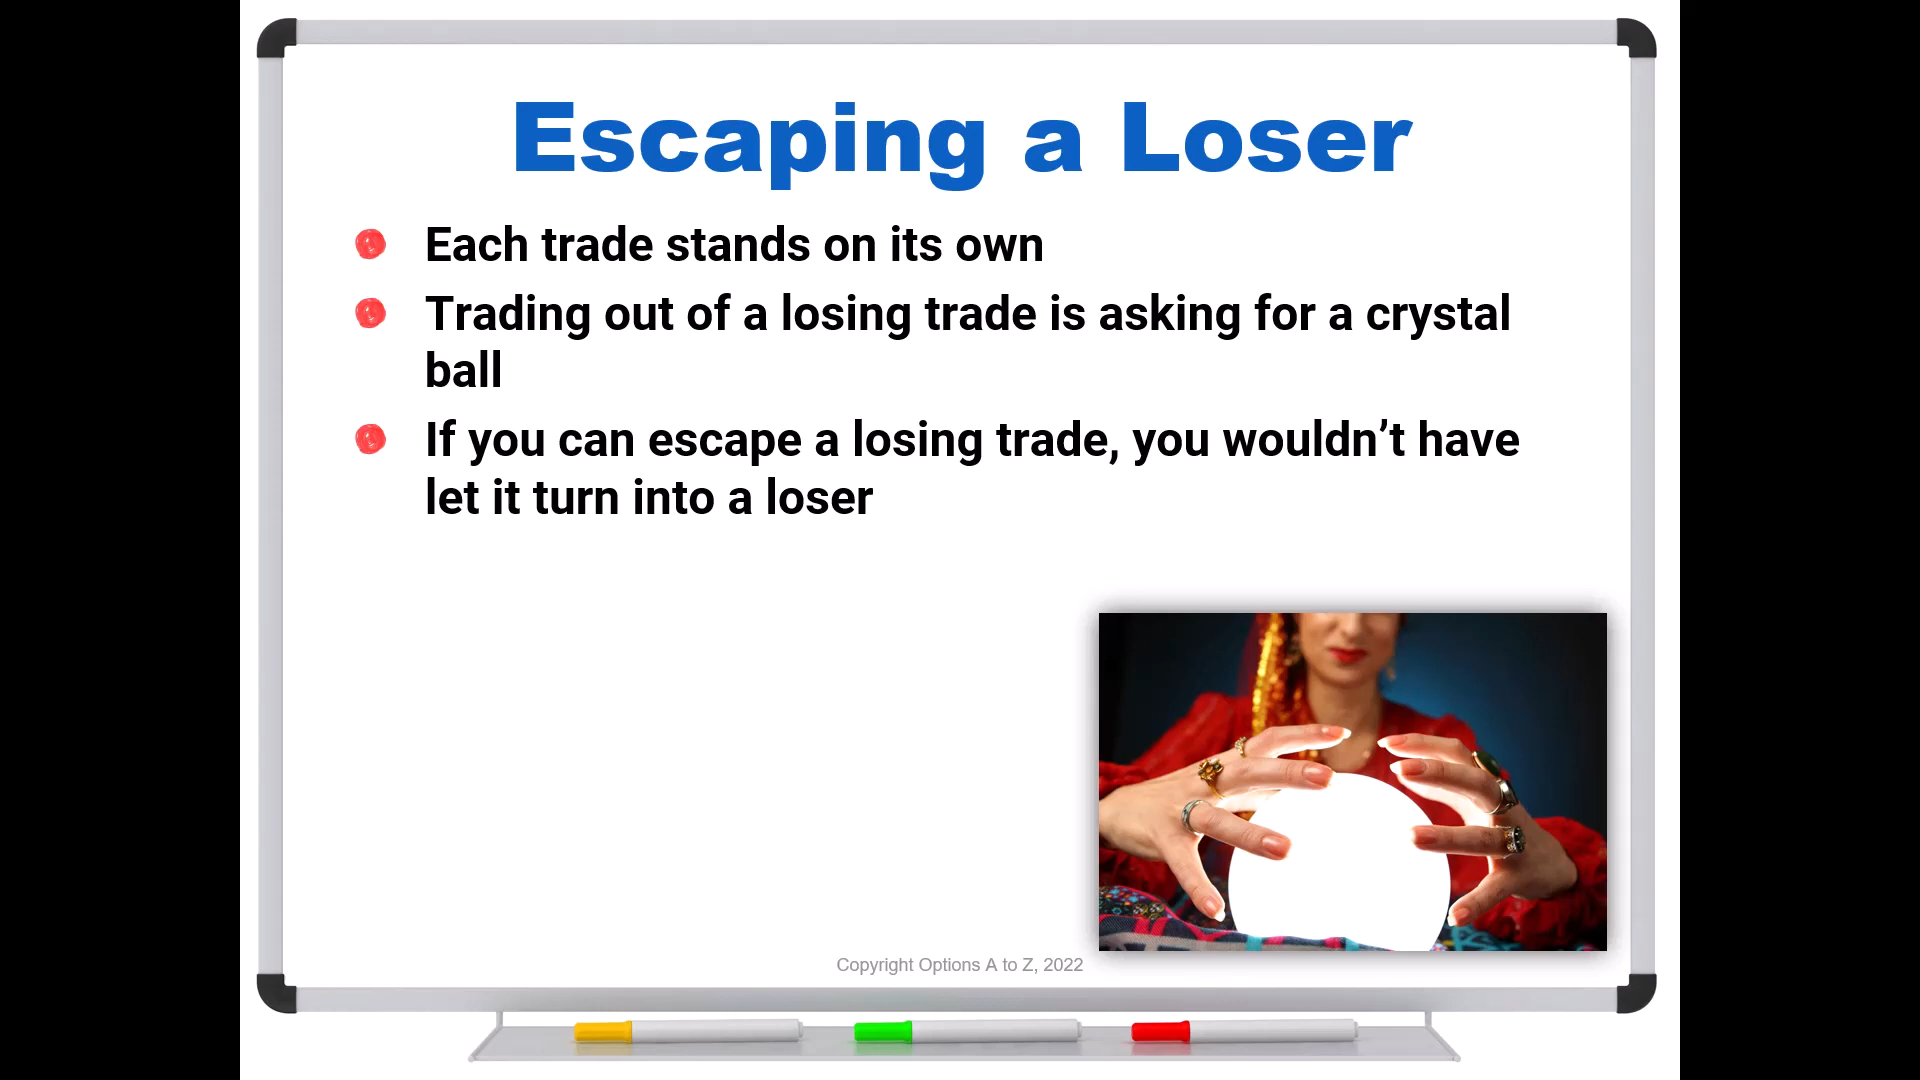 Escaping a Loser
Each trade stands on its own
Trading out of a losing trade is asking for a crystal
ball
If you can escape a losing trade, you wouldn’t have
let it turn into a loser
Copyright Options A to Z, 2022